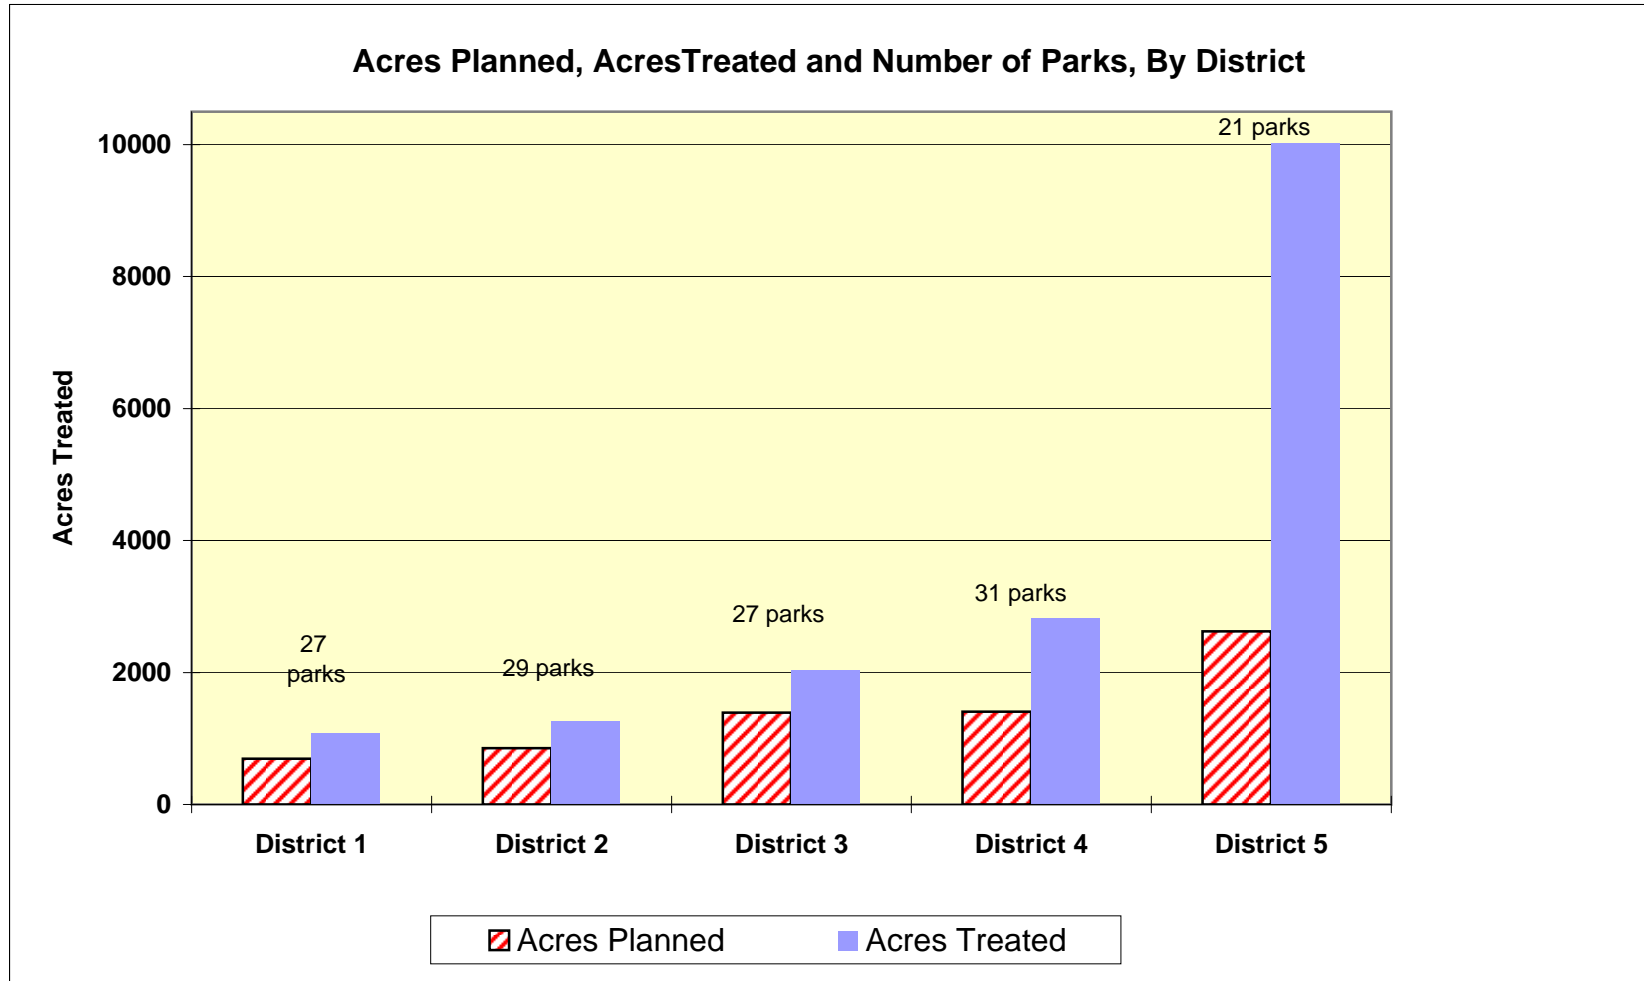 Acres Planned, AcresTreated and Number of Parks, By District
21 parks
10000
8000
6000
Acres Treated
4000
31 parks
27 parks
27
parks
29 parks
2000
0
District 1
District 2
District 3
District 4
District 5
Acres Planned
Acres Treated